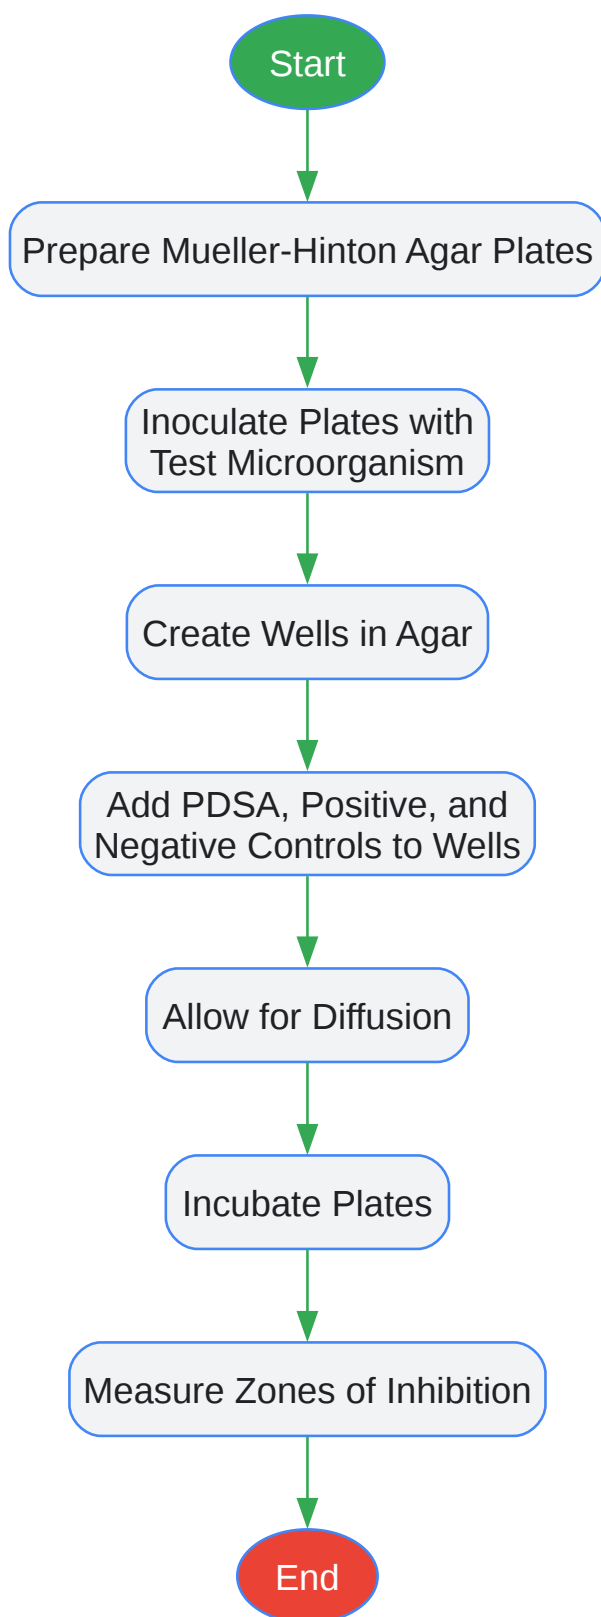 Start
Prepare Mueller-Hinton Agar Plates
Inoculate Plates with
Test Microorganism
Create Wells in Agar
Add PDSA, Positive, and
Negative Controls to Wells
Allow for Diffusion
Incubate Plates
Measure Zones of Inhibition
End